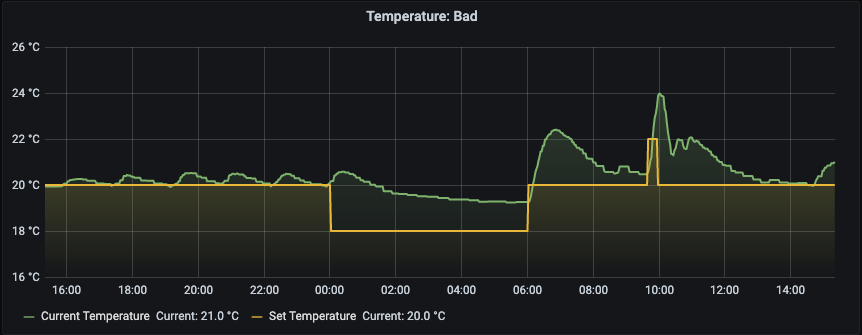 Temperature: Bad
26 °C
24 °C
22 °C
20 °C
18 °C
16 °C
16:00 18:00 20:00 22:00 00:00 02:00 04:00 06:00 08:00 10:00 12:00 14:00
Current Temperature Current: 21.0 °C Set Temperature Current: 20.0 °C